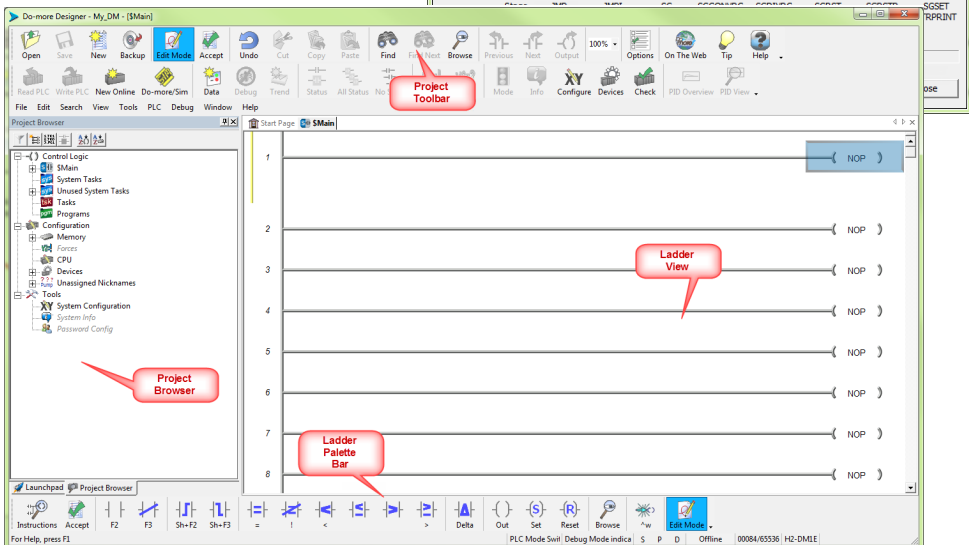 SGSET
TRPRINT
ose
Do-more Designer - My_DM - [$Main]
Open Save New Backup Edit Mode Accept Undo Cut Copy Paste Find Find Next Browse Previous Next Output 100% Options On The Web Tip Help
Read PLC Write PLC New Online Do-more/Sim Data Debug Trend Status All Status No S Mode Info Configure Devices Check PID Overview PID View
Project
Toolbar
File Edit Search View Tools PLC Debug Window Help
Project Browser
Start Page $Main
Control Logic
$Main
System Tasks
Unused System Tasks
Tasks
Programs
Configuration
Memory
Forces
CPU
Devices
Unassigned Nicknames
Tools
System Configuration
System Info
Password Config
1 NOP
2 NOP
3 NOP
4 NOP
5 NOP
6 NOP
7 NOP
8 NOP
Ladder
View
Project
Browser
Ladder
Palette
Bar
Launchpad Project Browser
Instructions Accept F2 F3 Sh+F2 Sh+F3 = ! < > Delta Out Set Reset Browse ^w Edit Mode
For Help, press F1
PLC Mode Swit Debug Mode indica S P D Offline 00084/65536 H2-DM1E